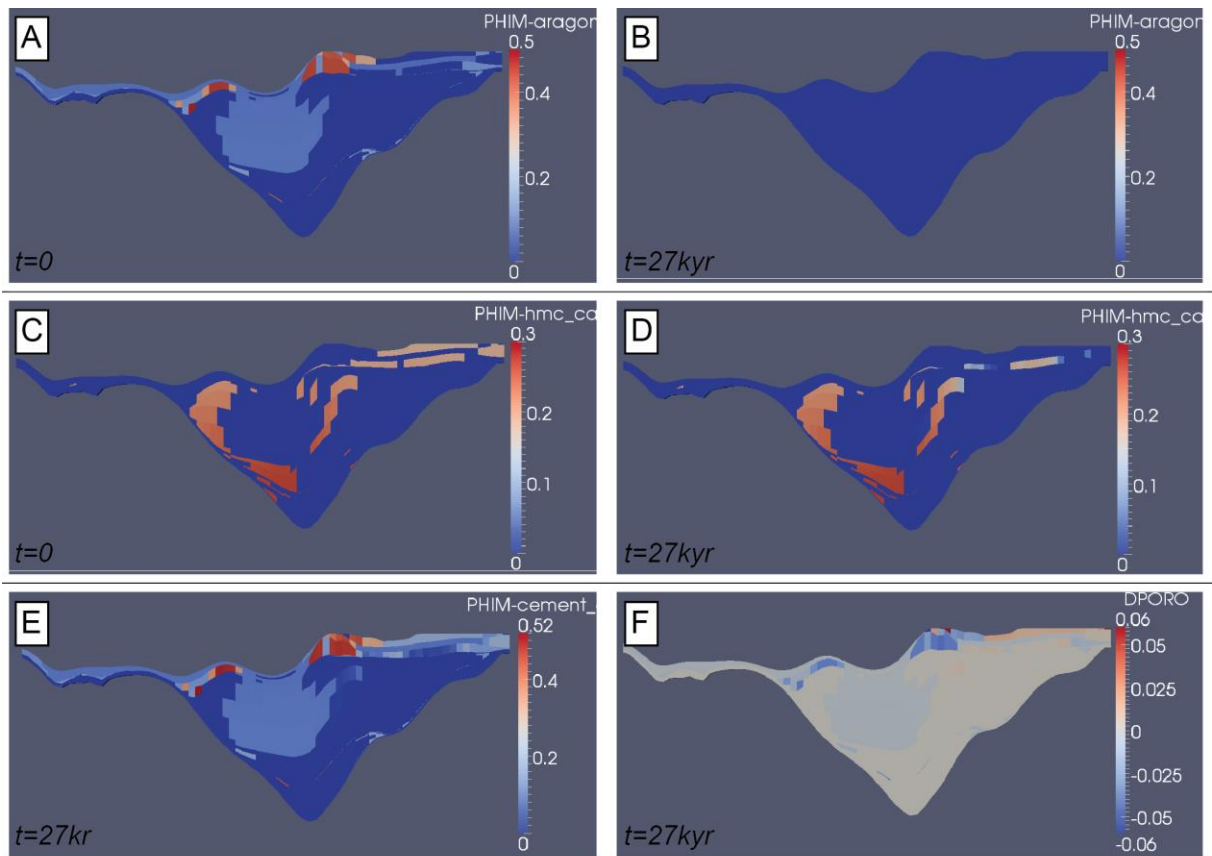 A
PHIM-aragon
0.5
0.4
0.2
0
t=0
B
PHIM-aragon
0.5
0.4
0.2
0
t=27kyr
C
PHIM-hmc_ca
0.3
0.2
0.1
0
t=0
D
PHIM-hmc_ca
0.3
0.2
0.1
0
t=27kyr
E
PHIM-cement_
0.52
0.4
0.2
0
t=27kr
F
DPORO
0.06
0.05
0.025
0
-0.025
-0.05
-0.06
t=27kyr